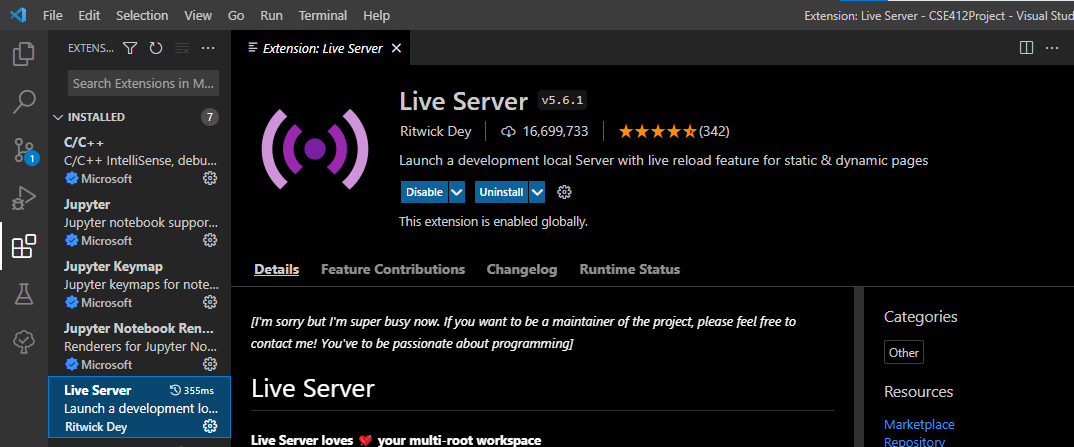 File Edit Selection View Go Run Terminal Help
Extension: Live Server - CSE412Project - Visual Stud
EXTENS...
Extension: Live Server
Search Extensions in M...
INSTALLED 7
C/C++
C/C++ IntelliSense, debu...
Microsoft
1
Jupyter
Jupyter notebook suppor...
Microsoft
Jupyter Keymap
Jupyter keymaps for note...
Microsoft
Jupyter Notebook Ren...
Renderers for Jupyter No...
Microsoft
Live Server 355ms
Launch a development lo...
Ritwick Dey
Live Server v5.6.1
Ritwick Dey 16,699,733 (342)
Launch a development local Server with live reload feature for static & dynamic pages
Disable Uninstall
This extension is enabled globally.
Details Feature Contributions Changelog Runtime Status
[I'm sorry but I'm super busy now. If you want to be a maintainer of the project, please feel free to
contact me! You've to be passionate about programming]
Live Server
Live Server loves ❤ your multi-root workspace
Categories
Other
Resources
Marketplace
Repository